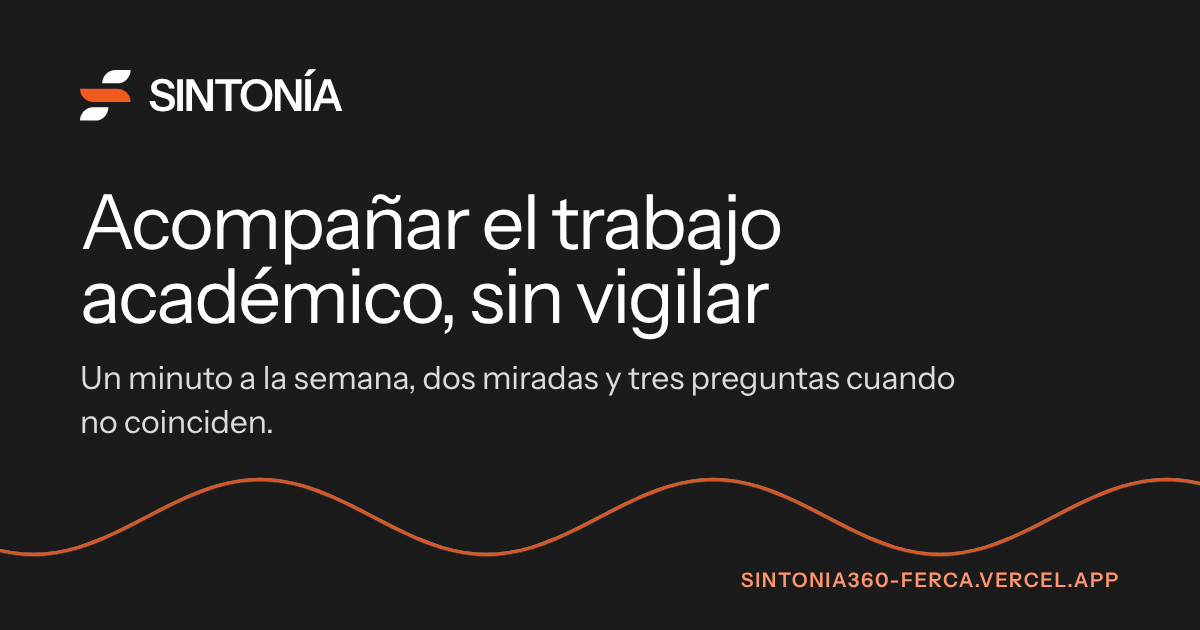 SINTONÍA
Acompañar el trabajo
académico, sin vigilar
Un minuto a la semana, dos miradas y tres preguntas cuando
no coinciden.
SINTONIA360-FERCA.VERCEL.APP